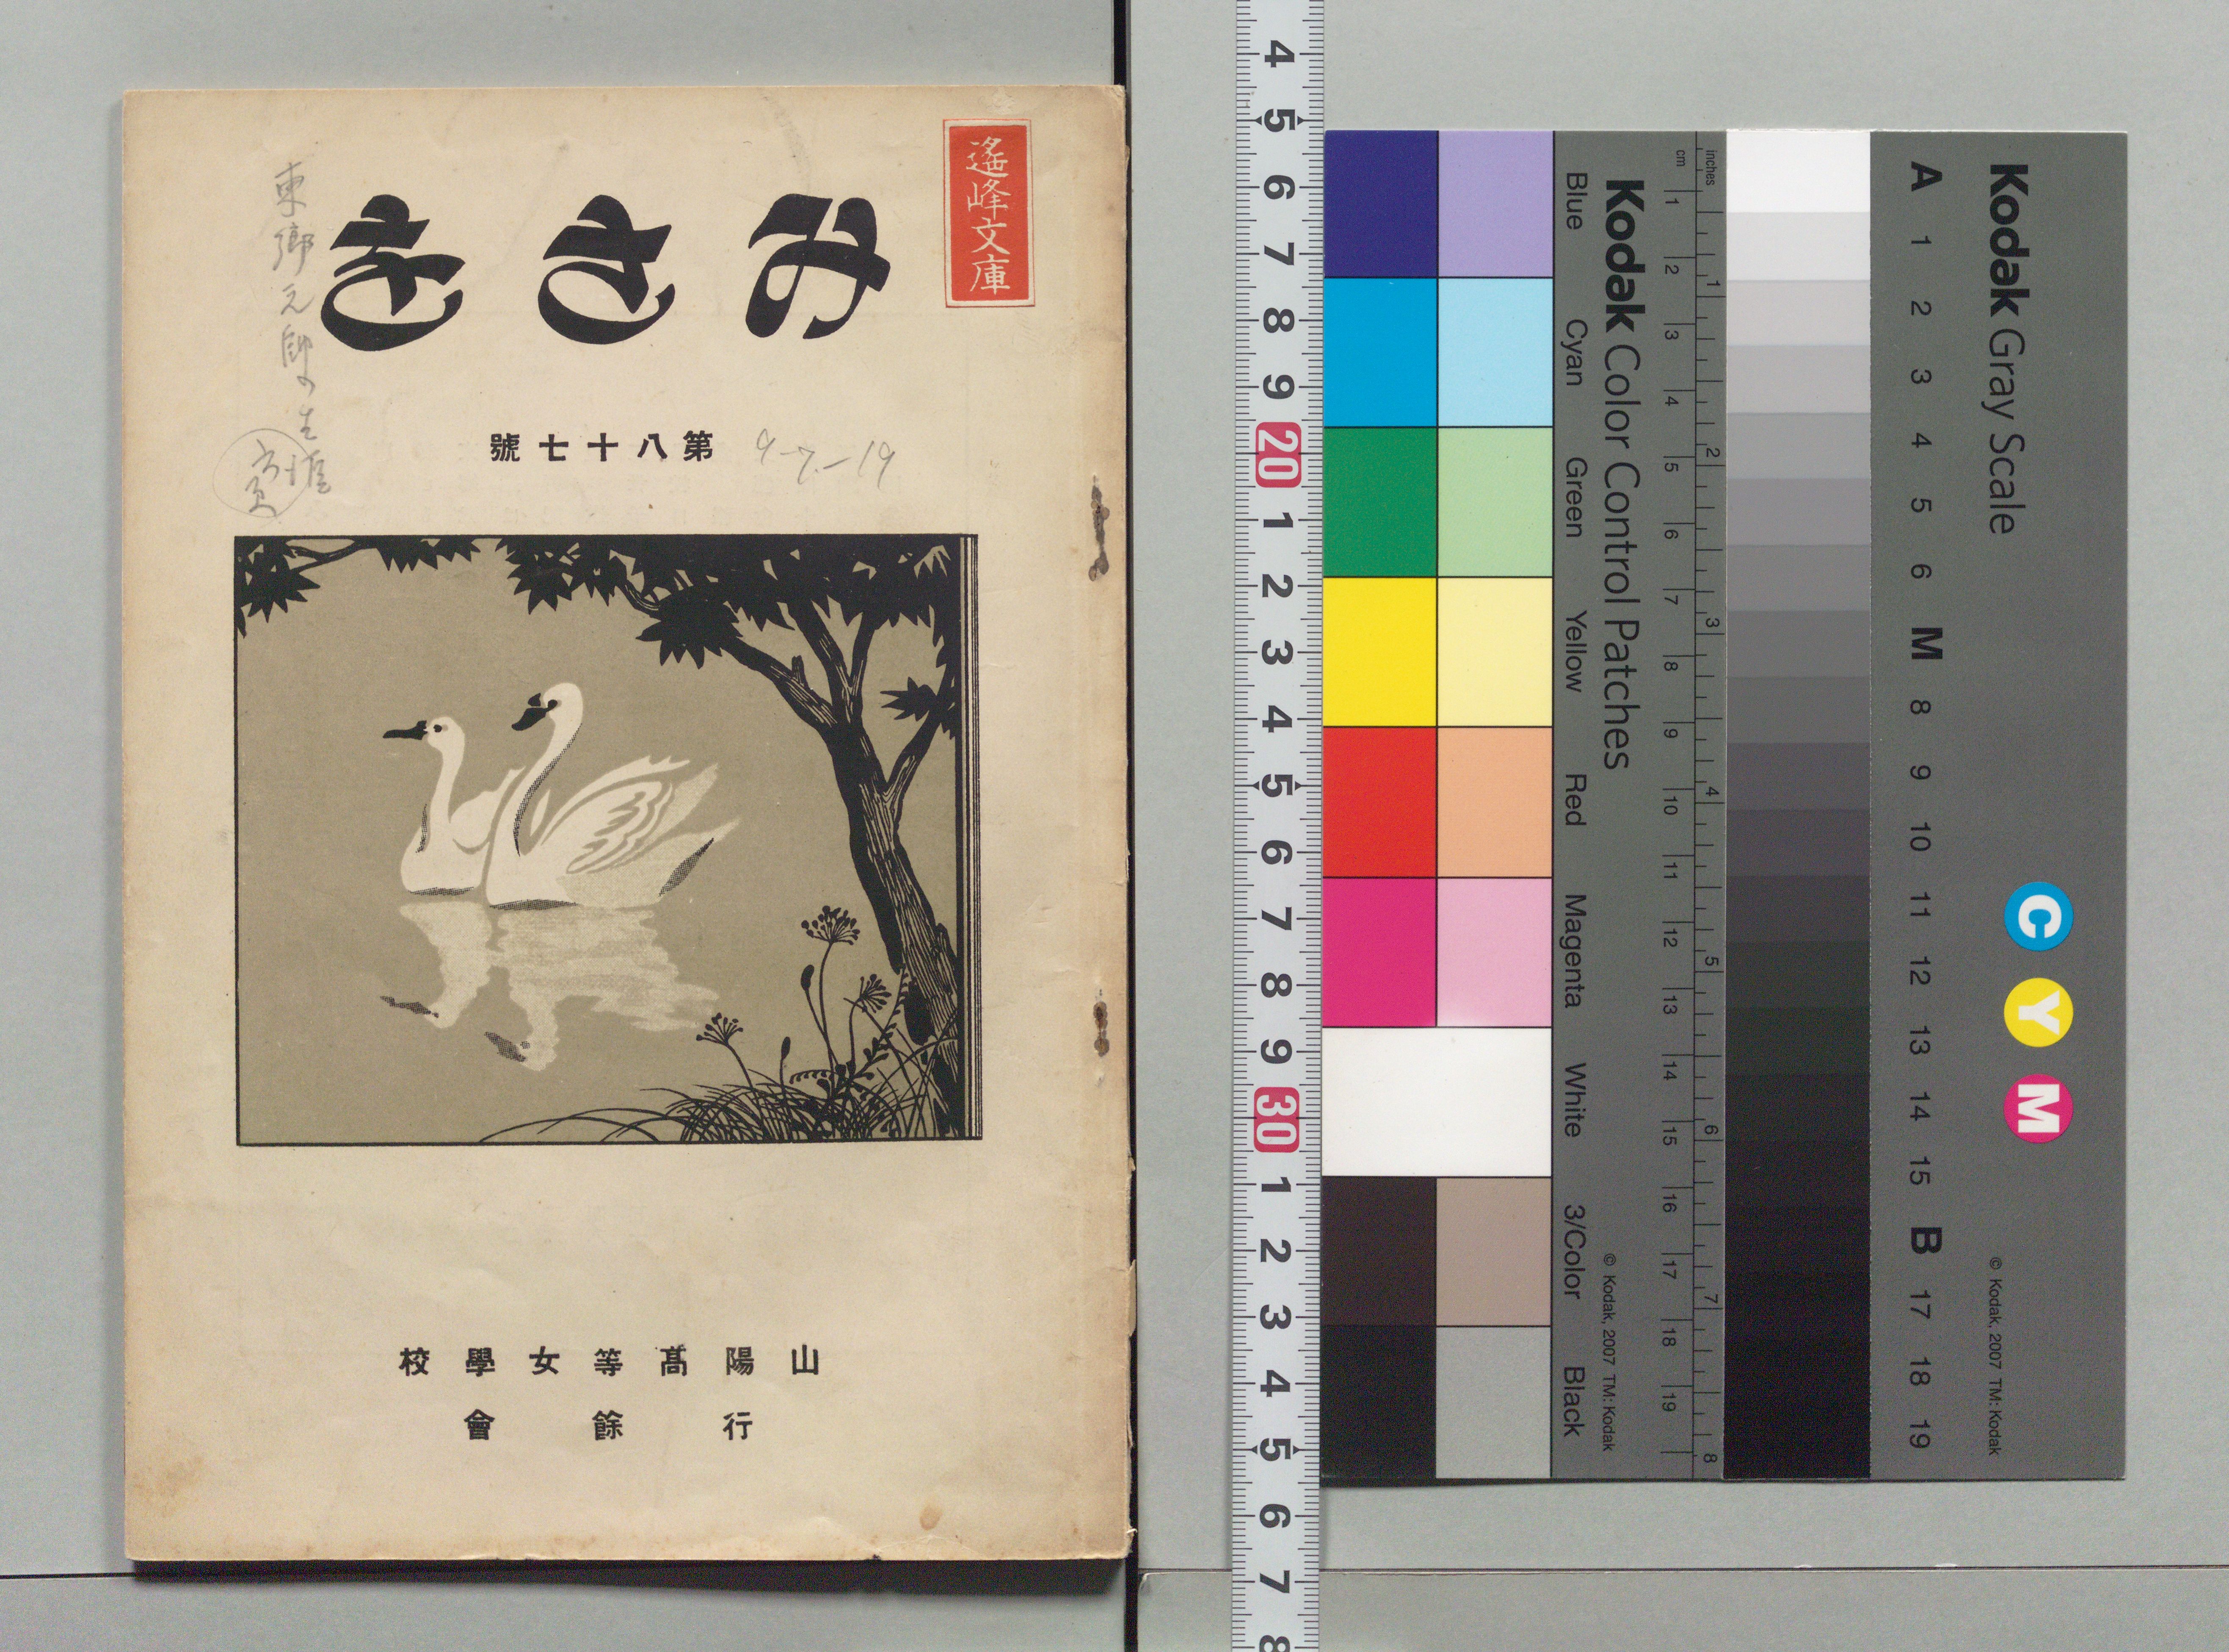 遙峰文庫
みさを
第八十七號
9-7-19
東郷元帥の生涯
山陽髙等女學校
行餘會
4 5 6 7 8 9 20 1 2 3 4 5 6 7 8 9 30 1 2 3 4 5 6 7 8
Blue Cyan Green Yellow Red Magenta White 3/Color Black
Kodak Color Control Patches
© Kodak, 2007 TM: Kodak
cm 1 2 3 4 5 6 7 8 9 10 11 12 13 14 15 16 17 18 19
inches 1 2 3 4 5 6 7 8
A 1 2 3 4 5 6 M 8 9 10 11 12 13 14 15 B 17 18 19
Kodak Gray Scale
C Y M
© Kodak, 2007 TM: Kodak